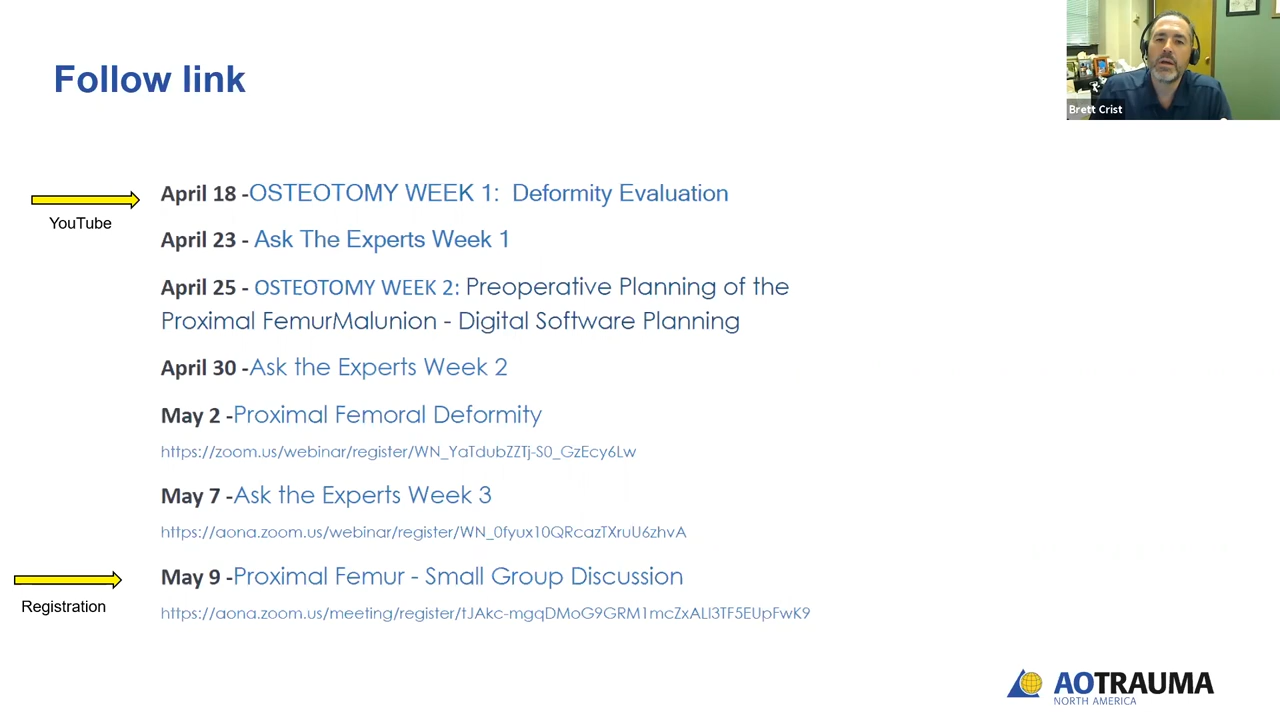 Follow link
Brett Crist
April 18 -OSTEOTOMY WEEK 1:  Deformity Evaluation
YouTube
April 23 - Ask The Experts Week 1
April 25 - OSTEOTOMY WEEK 2: Preoperative Planning of the
Proximal FemurMalunion - Digital Software Planning
April 30 -Ask the Experts Week 2
May 2 -Proximal Femoral Deformity
https://zoom.us/webinar/register/WN_YaTdubZZTj-S0_GzEcy6Lw
May 7 -Ask the Experts Week 3
https://aona.zoom.us/webinar/register/WN_0fyux10QRcazTXruU6zhvA
May 9 -Proximal Femur - Small Group Discussion
Registration
https://aona.zoom.us/meeting/register/tJAkc-mgqDMoG9GRM1mcZxALl3TF5EUpFwK9
AOTRAUMA
NORTH AMERICA